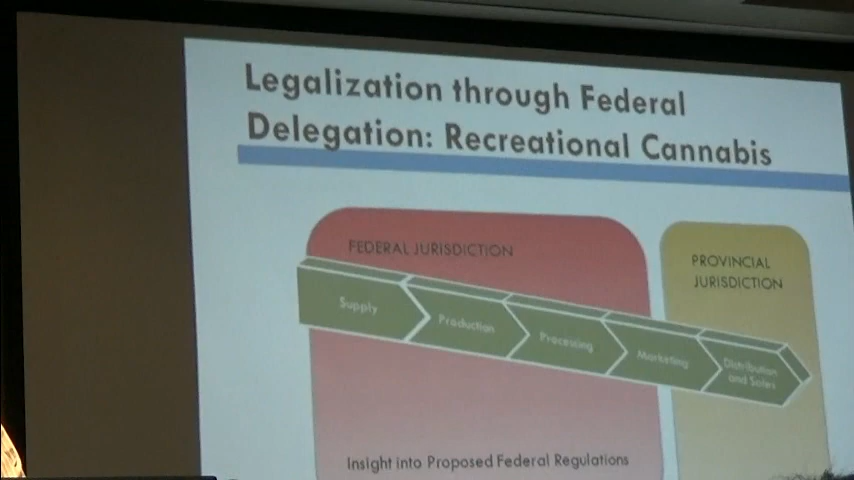 Legalization through Federal
Delegation: Recreational Cannabis
FEDERAL JURISDICTION
PROVINCIAL
JURISDICTION
Supply
Production
Processing
Marketing
Distribution
and Sales
Insight into Proposed Federal Regulations